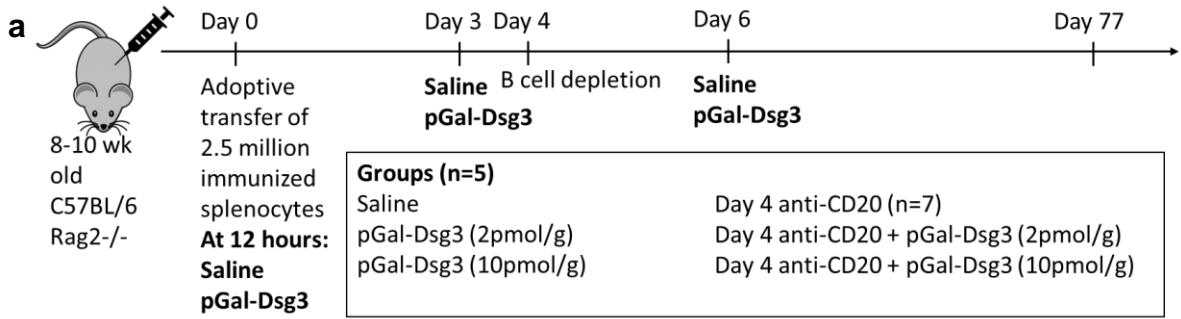 a
Day 0
Day 3 Day 4
Day 6
Day 77
8-10 wk
old
C57BL/6
Rag2-/-
Adoptive
transfer of
2.5 million
immunized
splenocytes
At 12 hours:
Saline
pGal-Dsg3
Saline
pGal-Dsg3
B cell depletion
Saline
pGal-Dsg3
Groups (n=5)
Saline
pGal-Dsg3 (2pmol/g)
pGal-Dsg3 (10pmol/g)
Day 4 anti-CD20 (n=7)
Day 4 anti-CD20 + pGal-Dsg3 (2pmol/g)
Day 4 anti-CD20 + pGal-Dsg3 (10pmol/g)